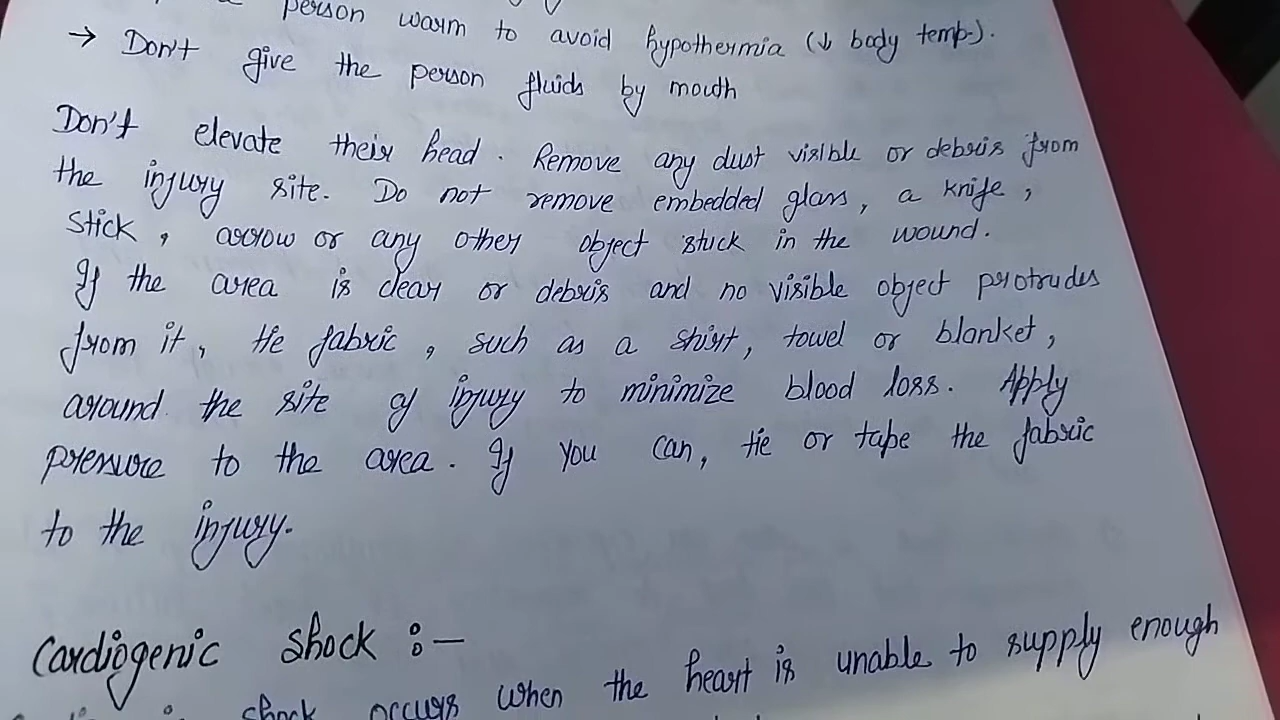 person warm to avoid hypothermia (↓ body temp.).
→ Don't give the person fluids by mouth
Don't elevate their head. Remove any dust visible or debris from
the injury site. Do not remove embedded glass, a knife,
stick, arrow or any other object stuck in the wound.
If the area is clear or debris and no visible object protrudes
from it, tie fabric, such as a shirt, towel or blanket,
around the site of injury to minimize blood loss. Apply
pressure to the area. If you can, tie or tape the fabric
to the injury.
Cardiogenic shock :-
shock occurs when the heart is unable to supply enough